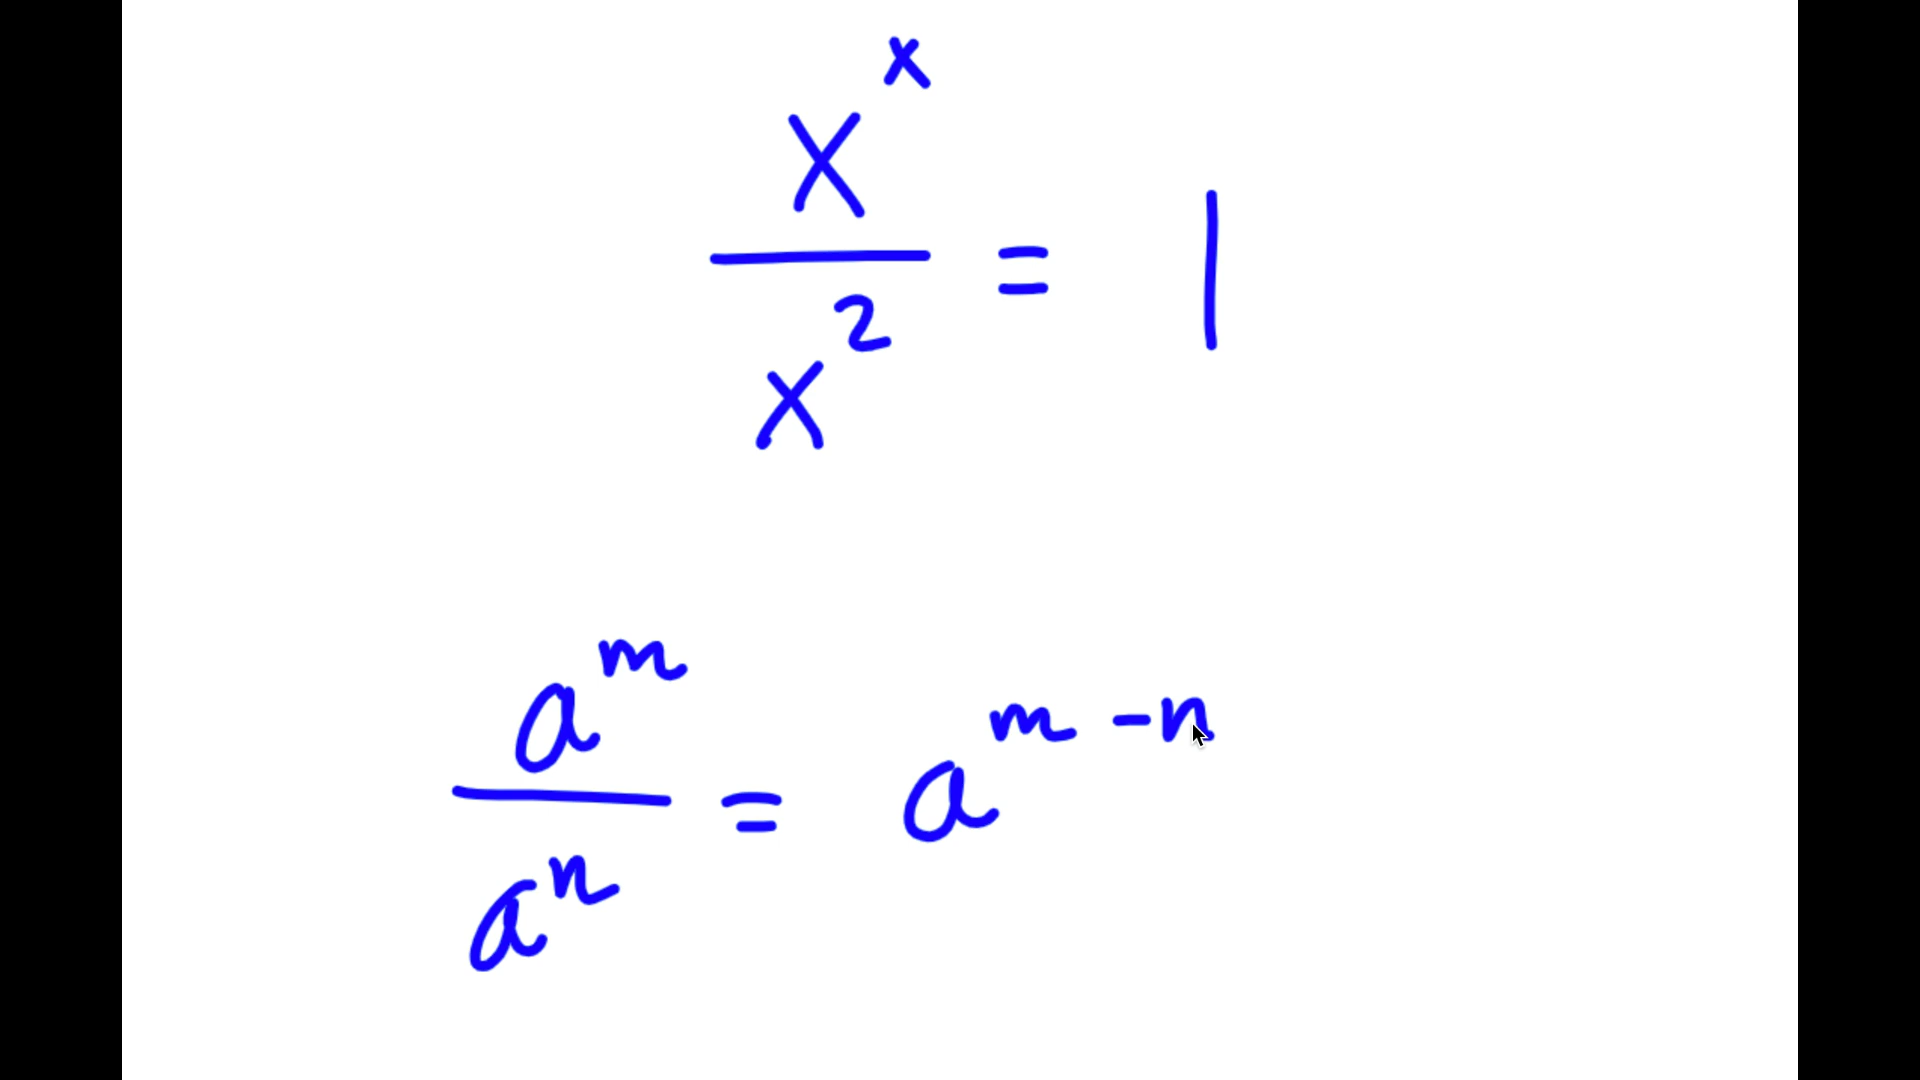 x^x / x^2 = 1
a^m / a^n = a^(m-n)